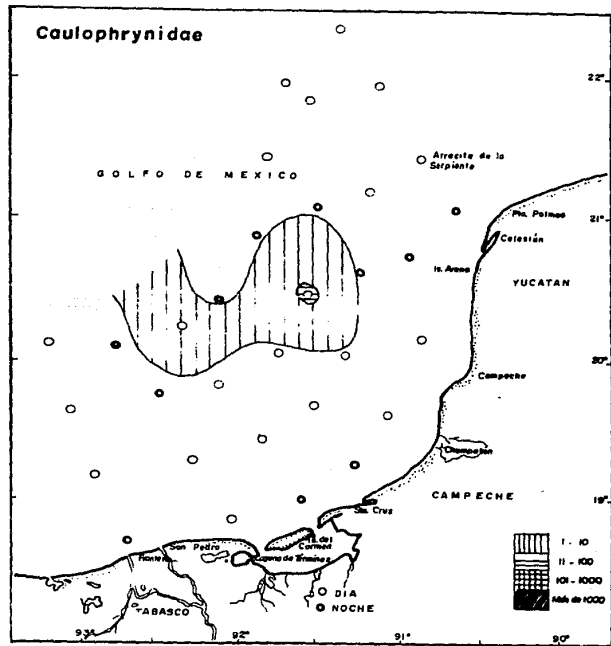 Caulophrynidae
22°
Arrecife de la
Serpiente
GOLFO DE MEXICO
21°
Pta. Palmas
Celestún
Is. Arena
YUCATAN
20°
Campeche
Champotón
CAMPECHE
19°
Sa. Cruz
Is. del
Carmen
San Pedro
Laguna de Términos
TABASCO
DIA
NOCHE
1 - 10
11 - 100
101 - 1000
Más de 1000
93°
92°
91°
90°